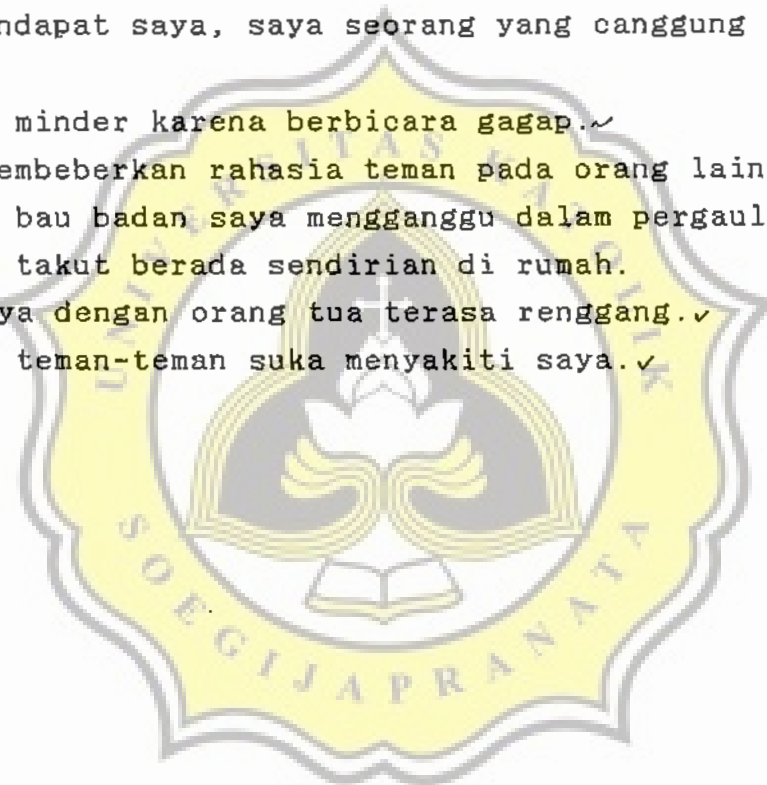 ndapat saya, saya seorang yang canggung
minder karena berbicara gagap.
embeberkan rahasia teman pada orang lain
bau badan saya mengganggu dalam pergaul
takut berada sendirian di rumah.
ya dengan orang tua terasa renggang.✓
teman-teman suka menyakiti saya.✓
UNIVERSITAS KATOLIK
SOEGIJAPRANATA